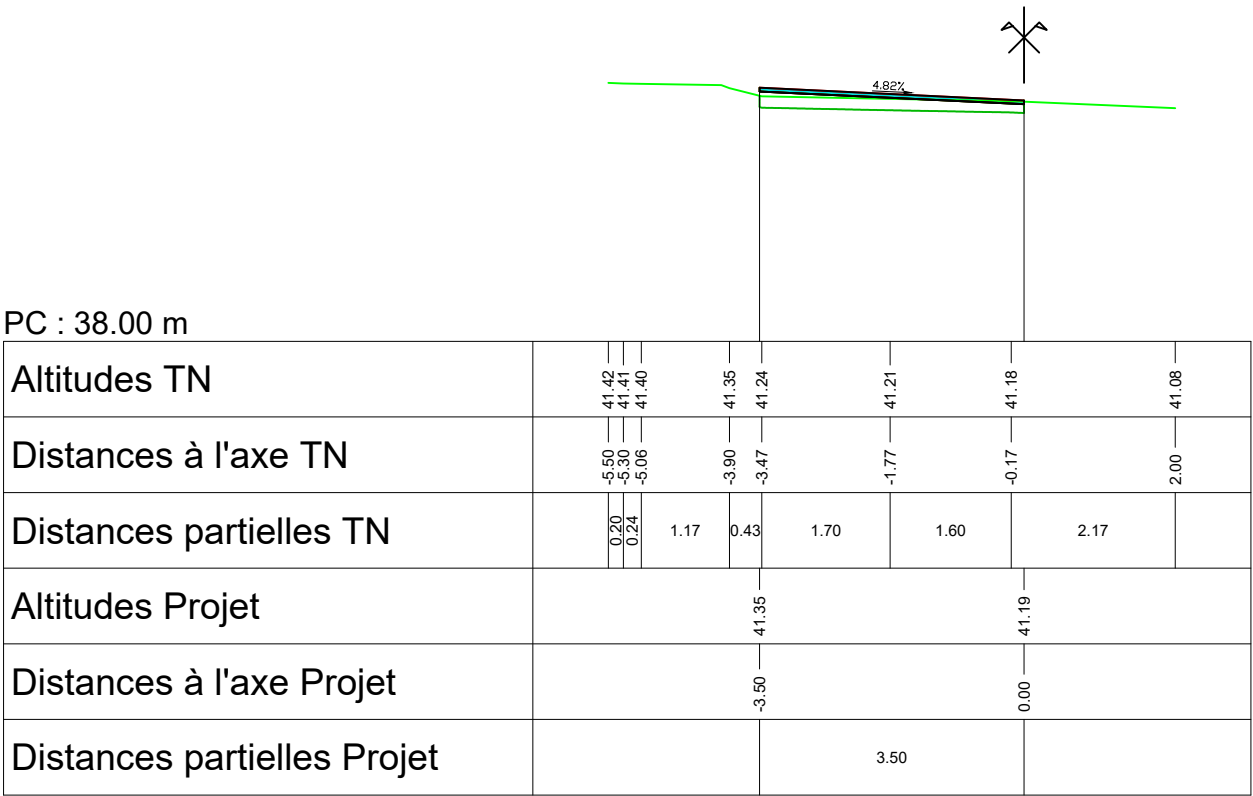 4.82%
PC : 38.00 m
Altitudes TN 41.42 41.41 41.40 41.35 41.24 41.21 41.18 41.08
Distances à l'axe TN -5.50 -5.30 -5.06 -3.90 -3.47 -1.77 -0.17 2.00
Distances partielles TN 0.20 0.24 1.17 0.43 1.70 1.60 2.17
Altitudes Projet 41.35 41.19
Distances à l'axe Projet -3.50 0.00
Distances partielles Projet 3.50